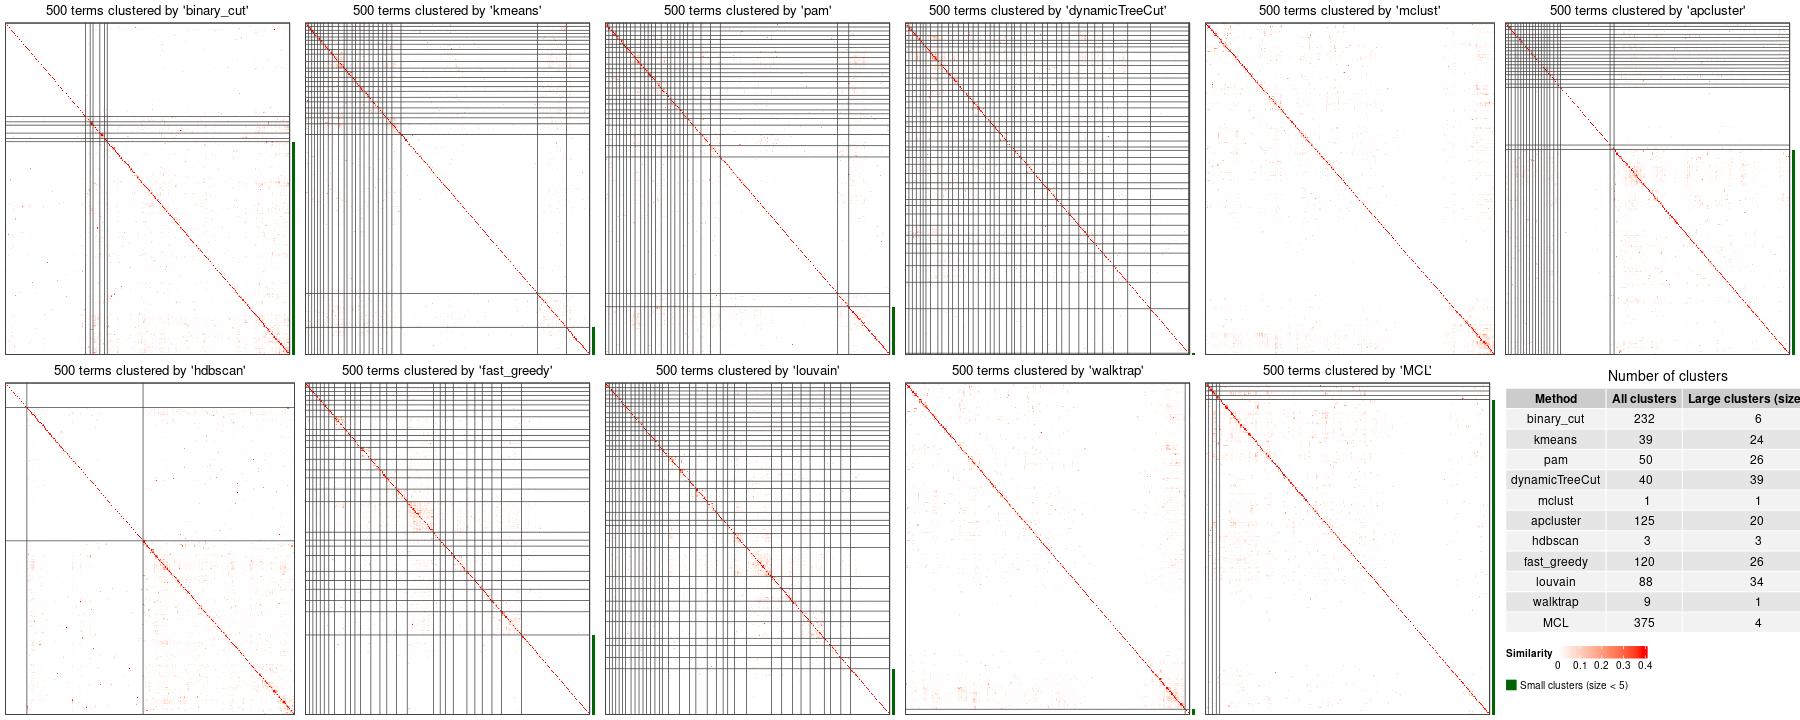 500 terms clustered by 'binary_cut'
500 terms clustered by 'kmeans'
500 terms clustered by 'pam'
500 terms clustered by 'dynamicTreeCut'
500 terms clustered by 'mclust'
500 terms clustered by 'apcluster'
500 terms clustered by 'hdbscan'
500 terms clustered by 'fast_greedy'
500 terms clustered by 'louvain'
500 terms clustered by 'walktrap'
500 terms clustered by 'MCL'
Number of clusters
Method All clusters Large clusters (size
binary_cut 232 6
kmeans 39 24
pam 50 26
dynamicTreeCut 40 39
mclust 1 1
apcluster 125 20
hdbscan 3 3
fast_greedy 120 26
louvain 88 34
walktrap 9 1
MCL 375 4
Similarity
0 0.1 0.2 0.3 0.4
Small clusters (size < 5)